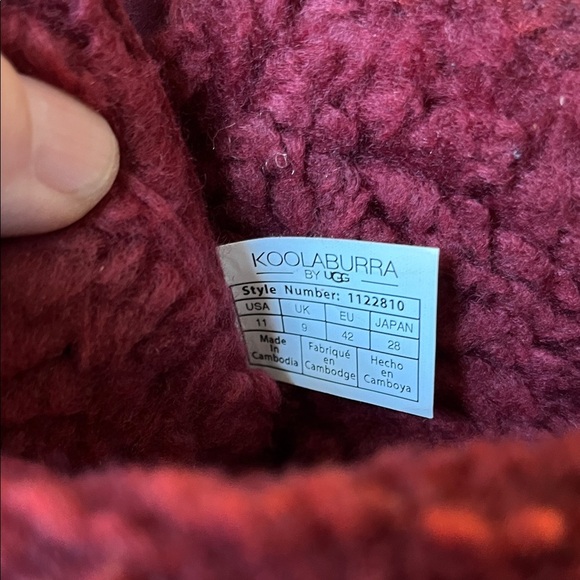 KOOLABURRA
BY UGG
Style Number: 1122810
USA UK EU JAPAN
11 9 42 28
Made Fabriqué Hecho
in en en
Cambodia Cambodge Camboya